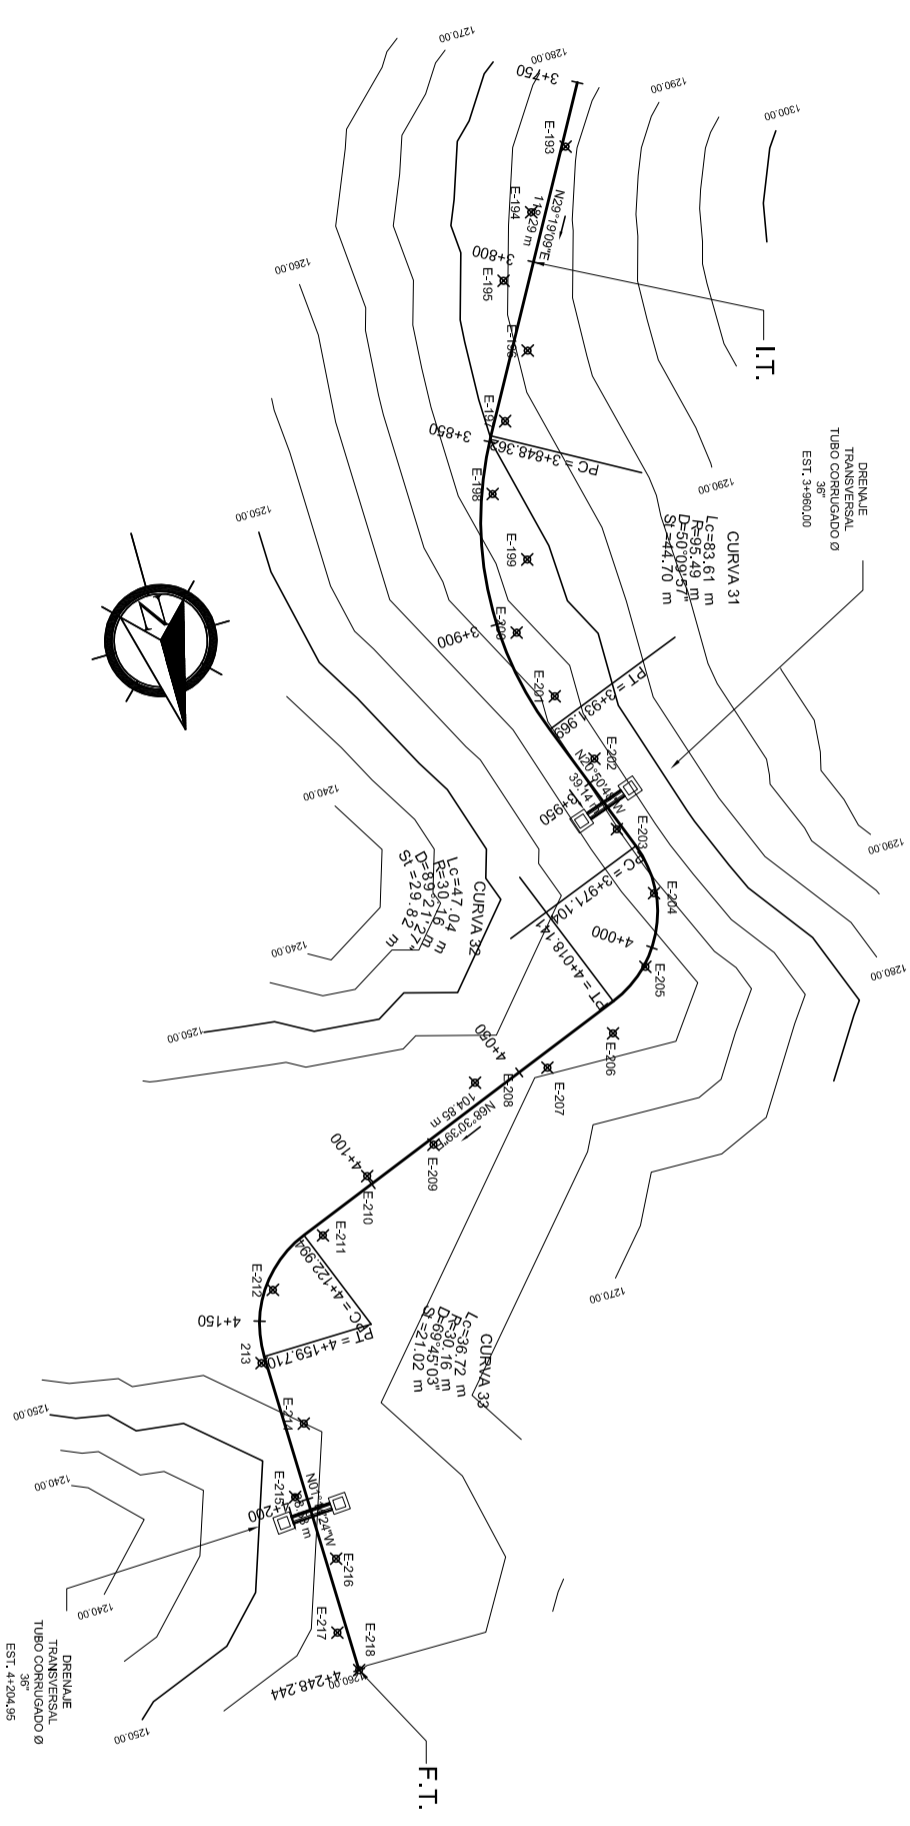 1270.00
1280.00
1290.00
1300.00
3+750
E-193
E-194
N29°19'09"E
3+800
E-195
1260.00
I.T.
E-196
E-197
3+850
PC = 3+848.362
E-198
1290.00
1250.00
DRENAJE
TRANSVERSAL
TUBO CORRUGADO Ø
36"
EST. 3+960.00
CURVA 31
Lc=83.61 m
R=95.49 m
D=50°09'57"
St =44.70 m
E-199
E-200
3+900
E-201
PT = 3+931.969
N
E-202
39.14 m
3+950
E-203
1240.00
1290.00
PC = 3+971.104
E-204
CURVA 32
Lc=47.04 m
R=30.16 m
D=89°21'27"
St =29.82 m
PT = 4+018.141
4+000
1240.00
E-205
1280.00
1250.00
4+050
E-206
E-207
E-208
N68°30'39"E
104.85 m
E-209
4+100
E-210
E-211
PC = 4+122.994
E-212
1270.00
4+150
PT = 4+159.710
213
CURVA 33
Lc=36.72 m
R=30.16 m
D=69°45'03"
St =21.02 m
E-214
1250.00
1240.00
E-215
4+200
E-216
1240.00
E-217
E-218
4+248.244
1260.00
1250.00
DRENAJE
TRANSVERSAL
TUBO CORRUGADO Ø
36"
EST. 4+204.95
F.T.